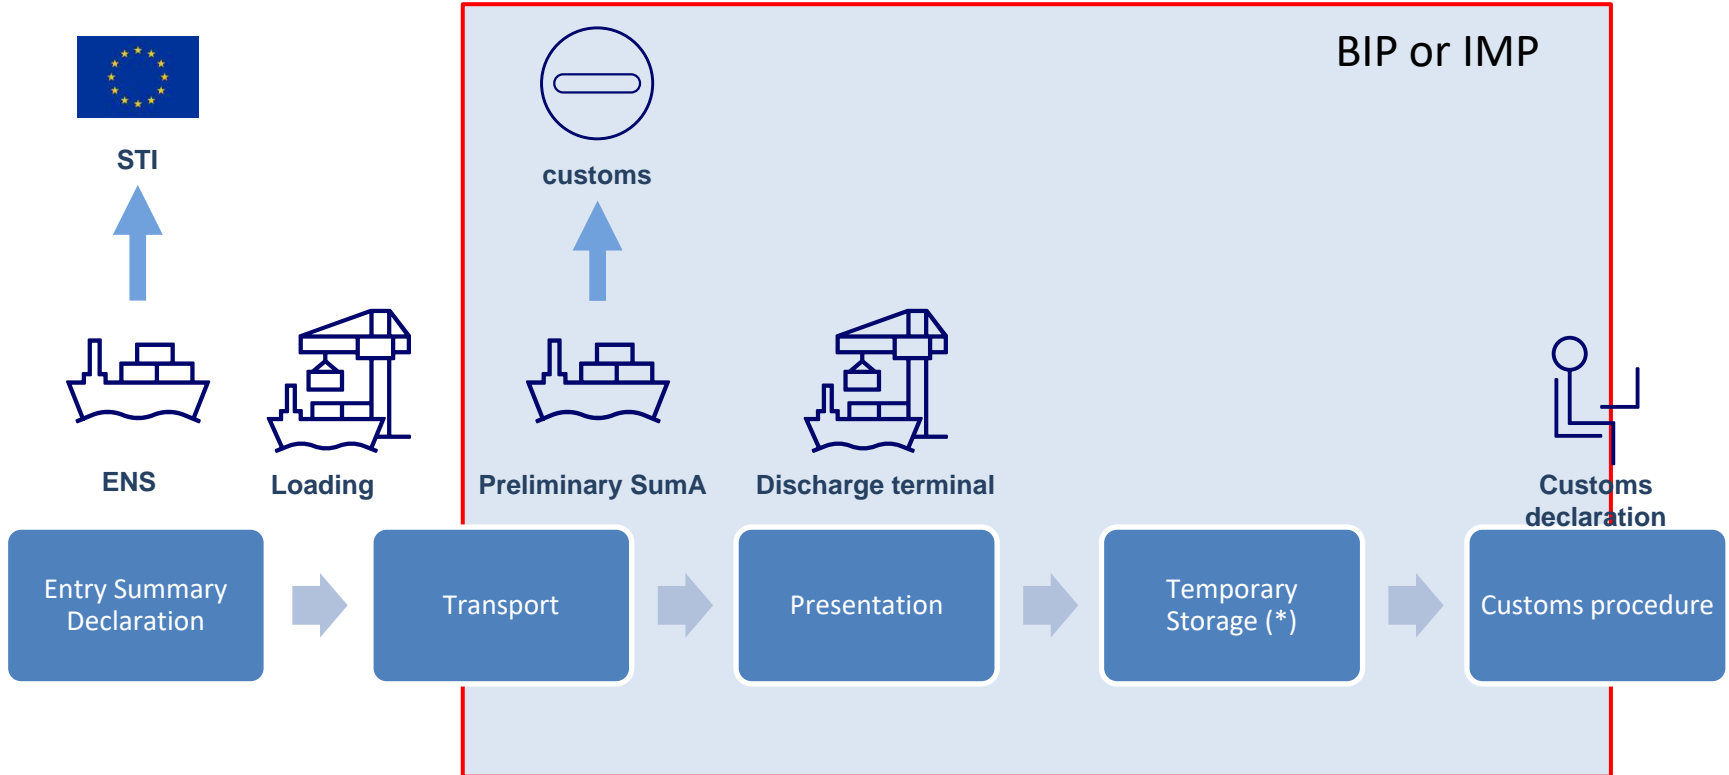 BIP or IMP
STI
customs
ENS
Loading
Preliminary SumA
Discharge terminal
Customs
declaration
Entry Summary
Declaration
Transport
Presentation
Temporary
Storage (*)
Customs procedure